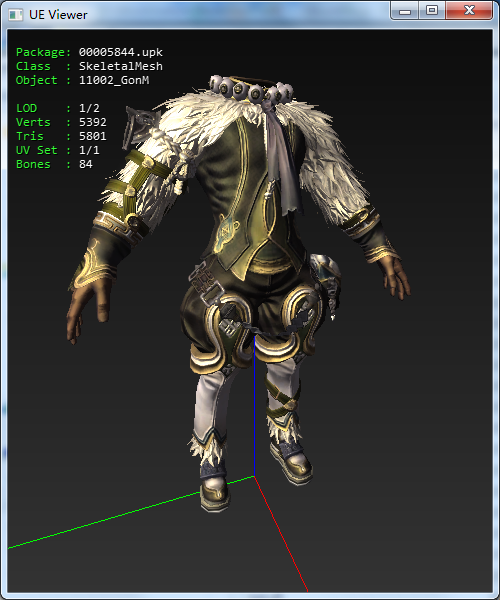 UE Viewer
Package: 00005844.upk
Class : SkeletalMesh
Object : 11002_GonM
LOD : 1/2
Verts : 5392
Tris : 5801
UV Set : 1/1
Bones : 84